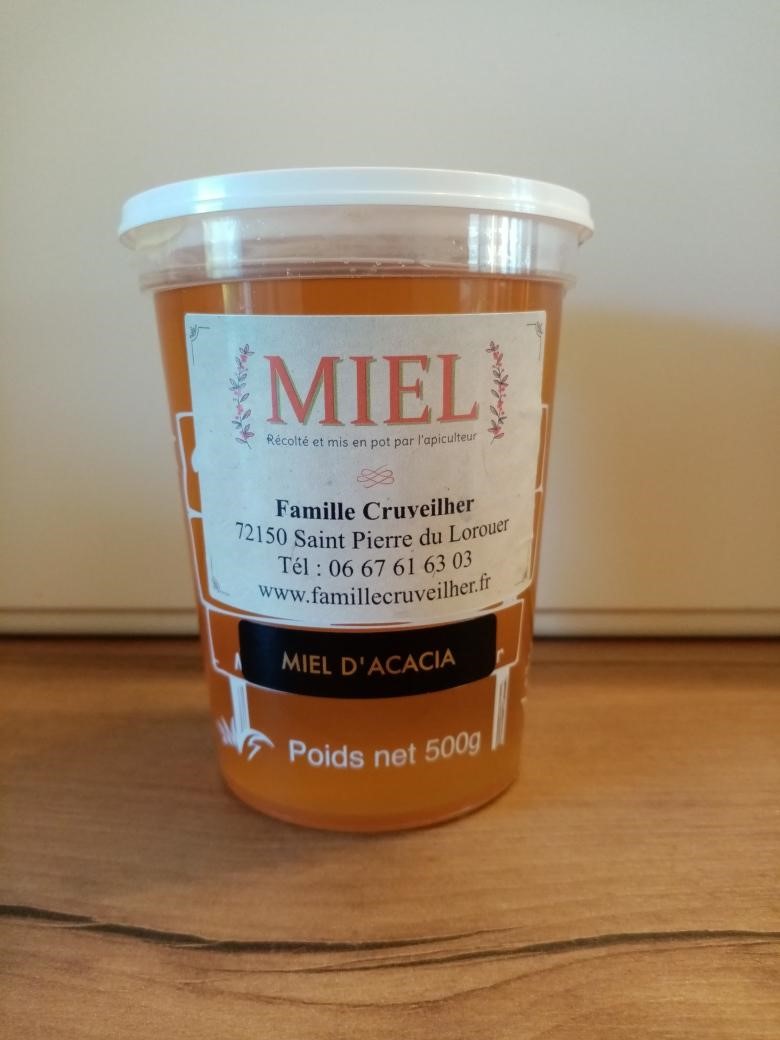 MIEL
Récolté et mis en pot par l'apiculteur
Famille Cruveilher
72150 Saint Pierre du Lorouer
Tél : 06 67 61 63 03
www.famillecruveilher.fr
MIEL D'ACACIA
Poids net 500g